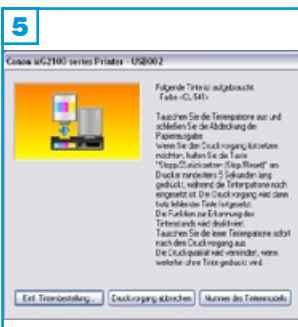 5
Canon MG2100 series Printer - USB002
Folgende Tinte ist aufgebraucht.
Farbe <CL-541>
Tauschen Sie die Tintenpatrone aus und
schließen Sie die Abdeckung der
Papierausgabe.
Wenn Sie den Druckvorgang fortsetzen
möchten, halten Sie die Taste
"Stopp/Zurücksetzen (Stop/Reset)" am
Drucker mindestens 5 Sekunden lang
gedrückt, während die Tintenpatrone noch
eingesetzt ist. Der Druckvorgang wird dann
trotz fehlender Tinte fortgesetzt.
Die Funktion zur Erkennung des
Tintenstands wird deaktiviert.
Tauschen Sie die leere Tintenpatrone sofort
nach dem Druckvorgang aus.
Die Druckqualität wird vermindert, wenn
weiterhin ohne Tinte gedruckt wird.
Druckvorgang abbrechen
Nummer des Tintenmodells